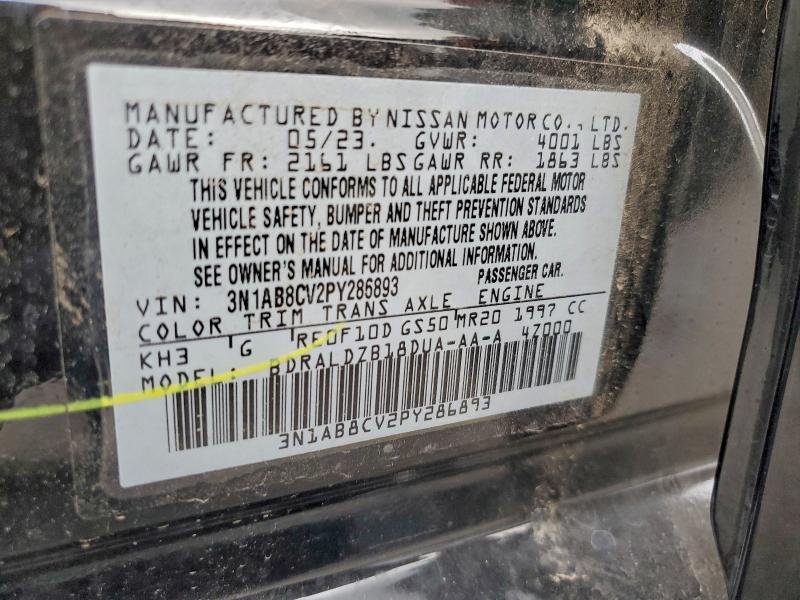 MANUFACTURED BY NISSAN MOTOR CO., LTD.
DATE: 05/23. GVWR: 4001 LBS
GAWR FR: 2161 LBS GAWR RR: 1863 LBS
THIS VEHICLE CONFORMS TO ALL APPLICABLE FEDERAL MOTOR
VEHICLE SAFETY, BUMPER AND THEFT PREVENTION STANDARDS
IN EFFECT ON THE DATE OF MANUFACTURE SHOWN ABOVE.
SEE OWNER'S MANUAL FOR ADDITIONAL INFORMATION.
PASSENGER CAR.
VIN: 3N1AB8CV2PY286893
COLOR TRIM TRANS AXLE ENGINE
KH3 G RE0F10D GS50 MR20 1997 CC
MODEL: BDRALDZB18DUA-AA-A 4Z000
3N1AB8CV2PY286893